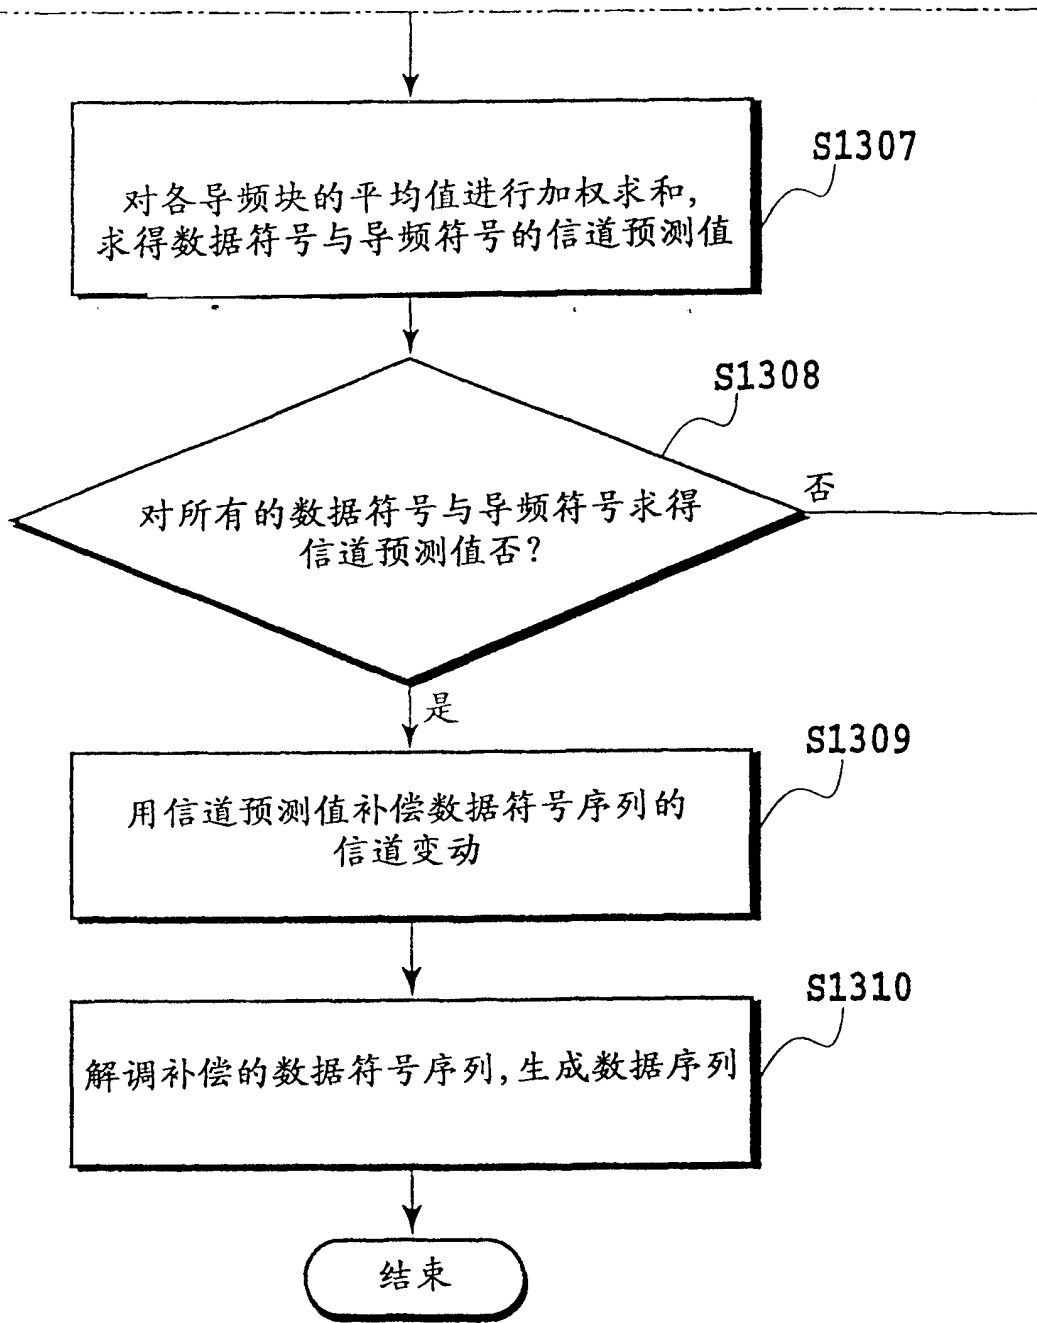 S1307
对各导频块的平均值进行加权求和,
求得数据符号与导频符号的信道预测值
S1308
否
对所有的数据符号与导频符号求得
信道预测值否?
是
S1309
用信道预测值补偿数据符号序列的
信道变动
S1310
解调补偿的数据符号序列,生成数据序列
结束